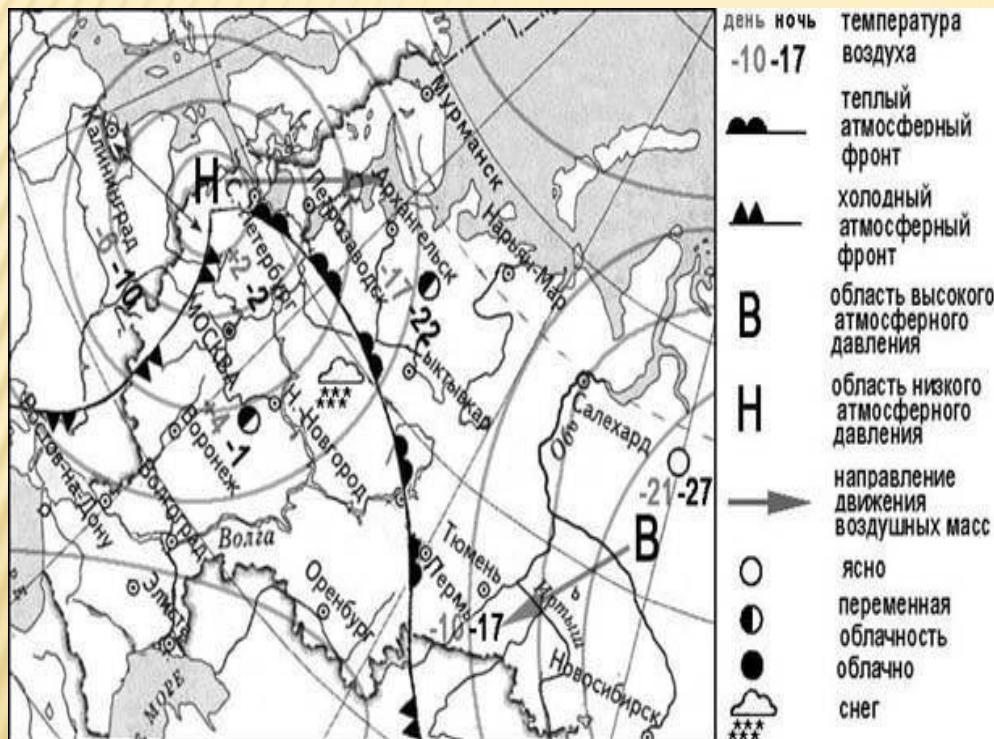 Мурманск
Калининград
Н
С.-Петербург
Петрозаводск
Архангельск
Нарьян-Мар
-10
-2
-2
-17
-22
МОСКВА
Сыктывкар
Н.-Новгород
Воронеж
-4
-1
Ростов-на-Дону
Волгоград
Волга
Элиста
Оренбург
Пермь
Тюмень
Салехард
Обь
-21 -27
В
Иртыш
-10 -17
Новосибирск
МОРЕ
день ночь
-10 -17
температура
воздуха
теплый
атмосферный
фронт
холодный
атмосферный
фронт
В
область высокого
атмосферного
давления
Н
область низкого
атмосферного
давления
направление
движения
воздушных масс
ясно
переменная
облачность
облачно
снег